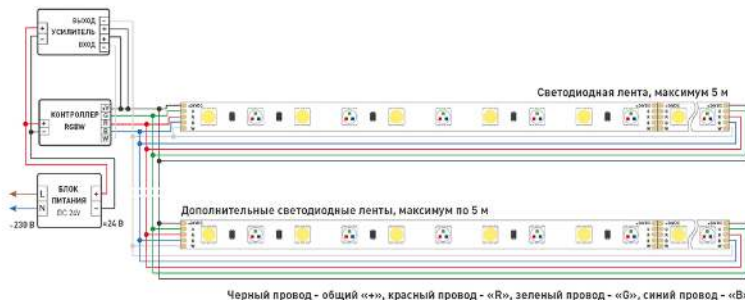 ВЫХОД
УСИЛИТЕЛЬ
ВХОД
КОНТРОЛЛЕР
RGBW
БЛОК
ПИТАНИЯ
DC 24V
L
N
~230 В
=24 В
Светодиодная лента, максимум 5 м
Дополнительные светодиодные ленты, максимум по 5 м
Черный провод - общий «+», красный провод - «R», зеленый провод - «G», синий провод - «B»